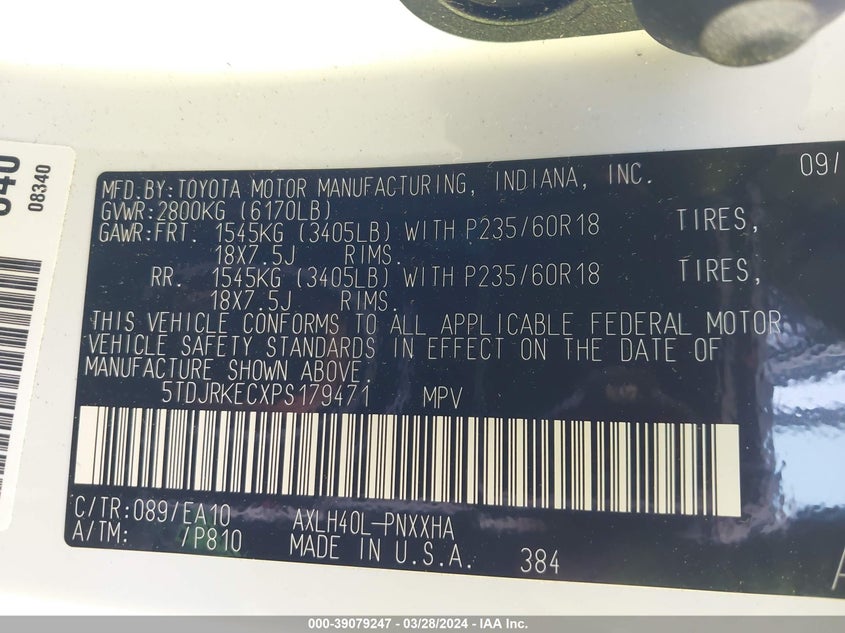 MFD.BY:TOYOTA MOTOR MANUFACTURING, INDIANA, INC. 09/
GVWR:2800KG (6170LB)
GAWR:FRT. 1545KG (3405LB) WITH P235/60R18 TIRES,
18X7.5J RIMS.
RR. 1545KG (3405LB) WITH P235/60R18 TIRES,
18X7.5J RIMS.
THIS VEHICLE CONFORMS TO ALL APPLICABLE FEDERAL MOTOR
VEHICLE SAFETY STANDARDS IN EFFECT ON THE DATE OF
MANUFACTURE SHOWN ABOVE.
5TDJRKECXPS179471 MPV
C/TR:089/EA10 AXLH40L-PNXXHA
A/TM: /P810 MADE IN U.S.A. 384
08340
000-39079247 - 03/28/2024 - IAA Inc.